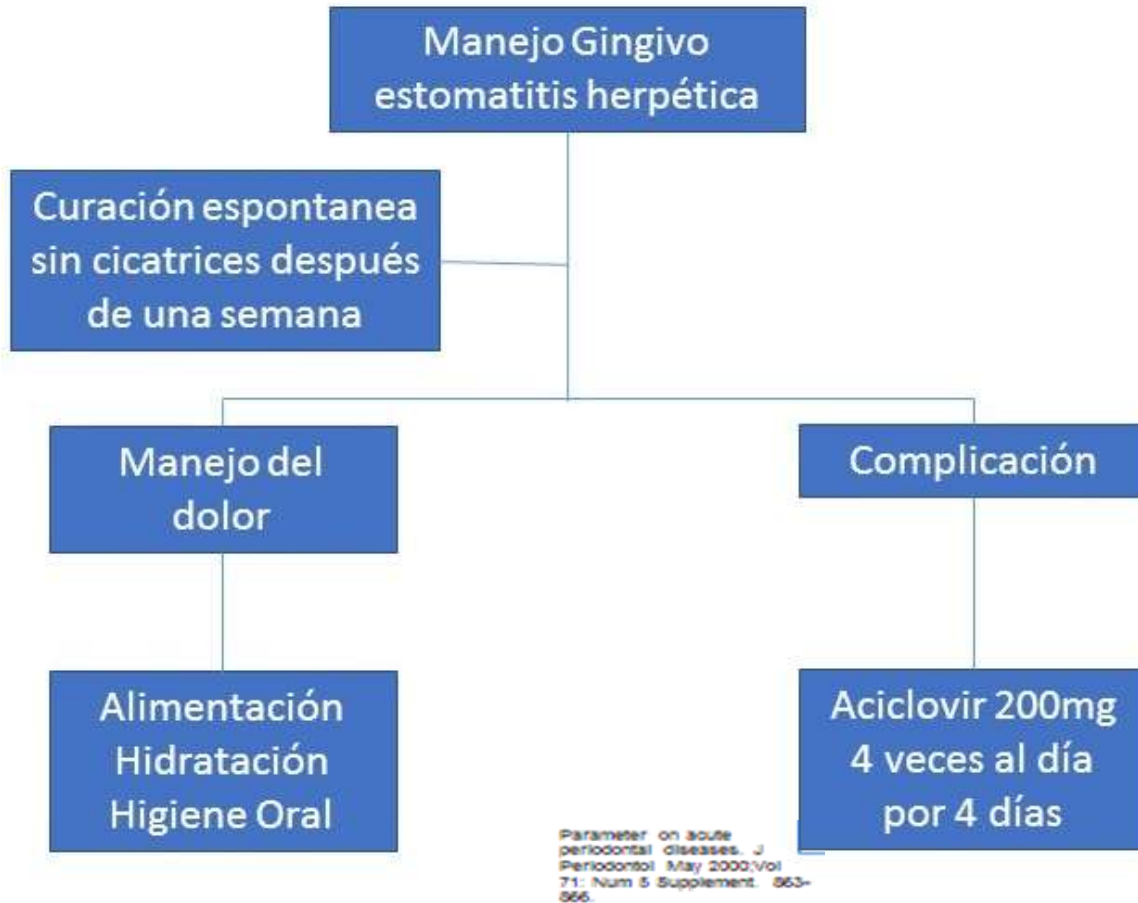 Manejo Gingivo
estomatitis herpética
Curación espontanea
sin cicatrices después
de una semana
Manejo del
dolor
Complicación
Alimentación
Hidratación
Higiene Oral
Aciclovir 200mg
4 veces al día
por 4 días
Parameter on acute
periodontal diseases. J
Periodontol May 2000;Vol
71: Num 5 Supplement. 863-
866.